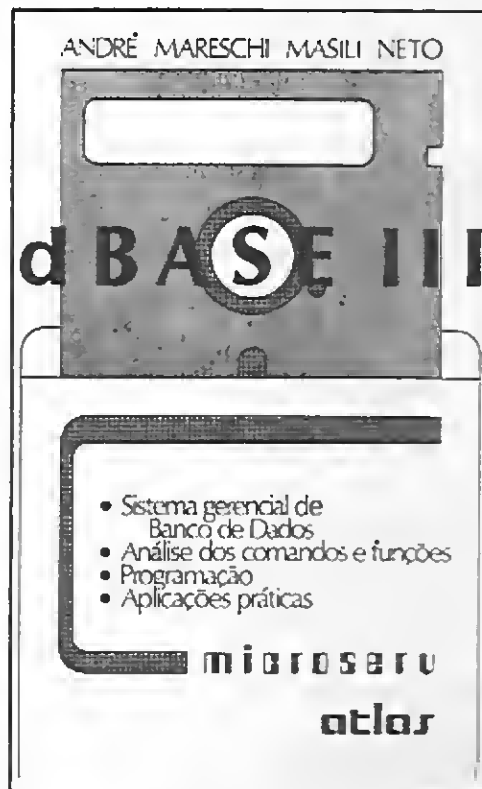 ANDRÉ MARESCHI MASILI NETO
dBASE III
• Sistema gerencial de
Banco de Dados
• Análise dos comandos e funções
• Programação
• Aplicações práticas
microserv
atlas